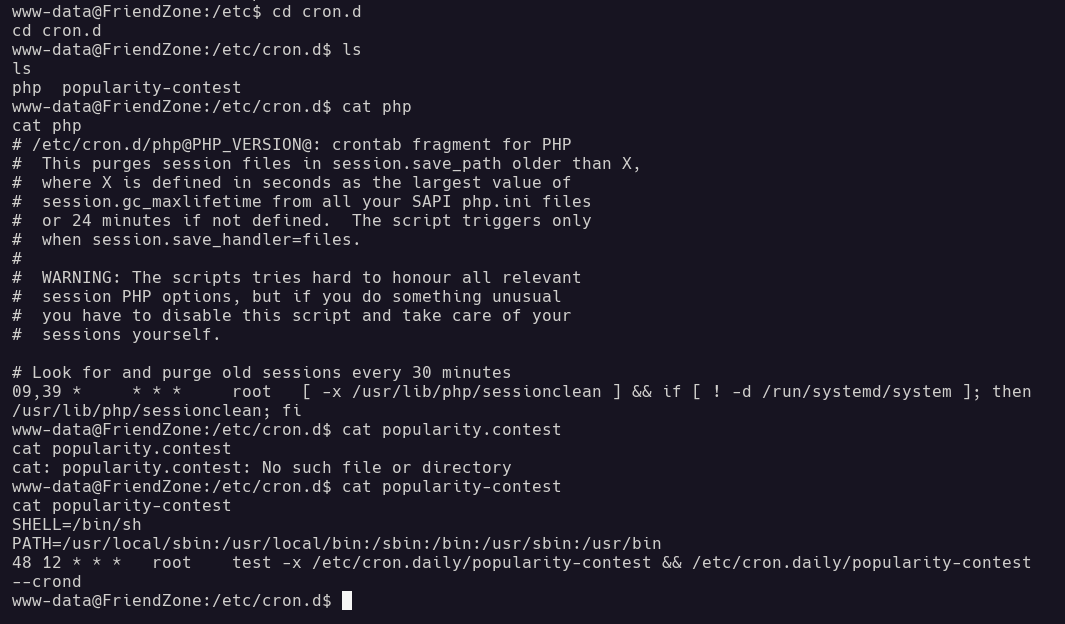 www-data@FriendZone:/etc$ cd cron.d
cd cron.d
www-data@FriendZone:/etc/cron.d$ ls
ls
php  popularity-contest
www-data@FriendZone:/etc/cron.d$ cat php
cat php
# /etc/cron.d/php@PHP_VERSION@: crontab fragment for PHP
#  This purges session files in session.save_path older than X,
#  where X is defined in seconds as the largest value of
#  session.gc_maxlifetime from all your SAPI php.ini files
#  or 24 minutes if not defined.  The script triggers only
#  when session.save_handler=files.
#
#  WARNING: The scripts tries hard to honour all relevant
#  session PHP options, but if you do something unusual
#  you have to disable this script and take care of your
#  sessions yourself.

# Look for and purge old sessions every 30 minutes
09,39 *     * * *     root   [ -x /usr/lib/php/sessionclean ] && if [ ! -d /run/systemd/system ]; then
/usr/lib/php/sessionclean; fi
www-data@FriendZone:/etc/cron.d$ cat popularity.contest
cat popularity.contest
cat: popularity.contest: No such file or directory
www-data@FriendZone:/etc/cron.d$ cat popularity-contest
cat popularity-contest
SHELL=/bin/sh
PATH=/usr/local/sbin:/usr/local/bin:/sbin:/bin:/usr/sbin:/usr/bin
48 12 * * *   root    test -x /etc/cron.daily/popularity-contest && /etc/cron.daily/popularity-contest
--crond
www-data@FriendZone:/etc/cron.d$